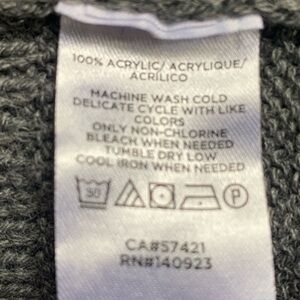 100% ACRYLIC/ ACRYLIQUE/
ACRÍLICO
MACHINE WASH COLD
DELICATE CYCLE WITH LIKE
COLORS
ONLY NON-CHLORINE
BLEACH WHEN NEEDED
TUMBLE DRY LOW
COOL IRON WHEN NEEDED
30 P
CA#57421
RN#140923